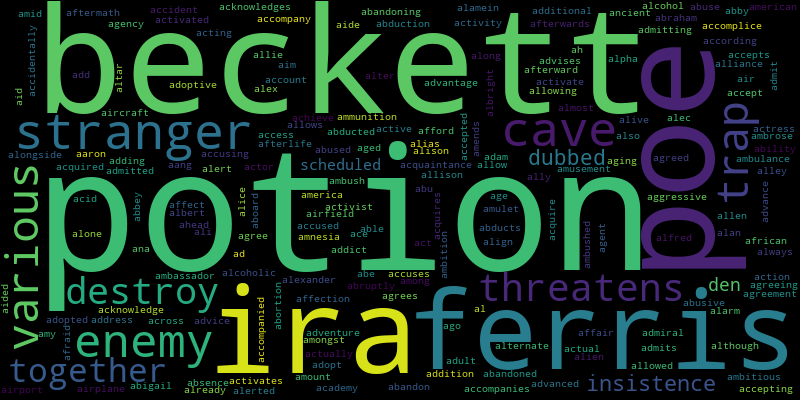 amid aftermath accident acknowledges accompany aide abandoning alamein additional ancient alcohol abuse abby american
agency activated abduction activity afterwards abraham accomplice
accidentally acting allie ah admitting according
beckett
aid add altar adoptive aim account alex alter advantage along albright advises afterward alpha activate allowing accepts alliance air accept admit
aircraft achieve ammunition almost alec actress
stranger allows abducted active afford accepted amends cave poe trap alive also ambrose
access afterlife alias alison adam dubbed aging agreed ambulance
alongside aaron accusing abused aged acquaintance allow ability
adding admitted aang alert actor scheduled allison ally amusement alley
acquired abu aggressive advance
various acid abbey affect albert alice aboard ambush america activist acquires age amulet acquire allen
potion
alone ahead ali airfield accused able act abducts ambushed agent alfred alan african
ana agree amnesia ace addict ambition align always
ad
ambassador alcoholic alexander abe abruptly accuses among action
aided destroy abortion affection agrees threatens den agreeing agreement
acknowledge accompanied al abusive alarm
adopted address across advice ira adventure amongst ago ferris affair admiral
amy afraid enemy actually alternate actual admits although
together abigail absence adopt adult alien allowed
airport airplane already activates alerted amount academy abandon addition abandoned accompanies advanced insistence ambitious accepting